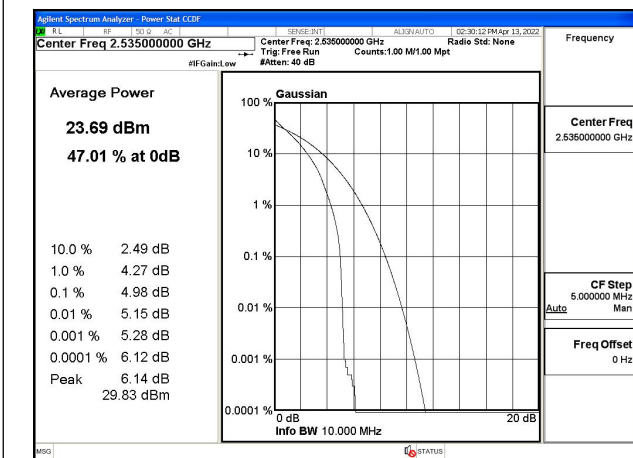 Agilent Spectrum Analyzer - Power Stat CCDF
LXI RL RF 50 Ω AC SENSE:INT ALIGN AUTO 02:30:12 PM Apr 13, 2022
Center Freq 2.535000000 GHz
Center Freq: 2.535000000 GHz Radio Std: None
Trig: Free Run Counts:1.00 M/1.00 Mpt
#IFGain:Low #Atten: 40 dB
Frequency
Average Power
23.69 dBm
47.01 % at 0dB
10.0 % 2.49 dB
1.0 % 4.27 dB
0.1 % 4.98 dB
0.01 % 5.15 dB
0.001 % 5.28 dB
0.0001 % 6.12 dB
Peak 6.14 dB
29.83 dBm
Gaussian
100 %
10 %
1 %
0.1 %
0.01 %
0.001 %
0.0001 %
0 dB 20 dB
Info BW 10.000 MHz
Center Freq
2.535000000 GHz
CF Step
5.000000 MHz
Auto Man
Freq Offset
0 Hz
MSG STATUS